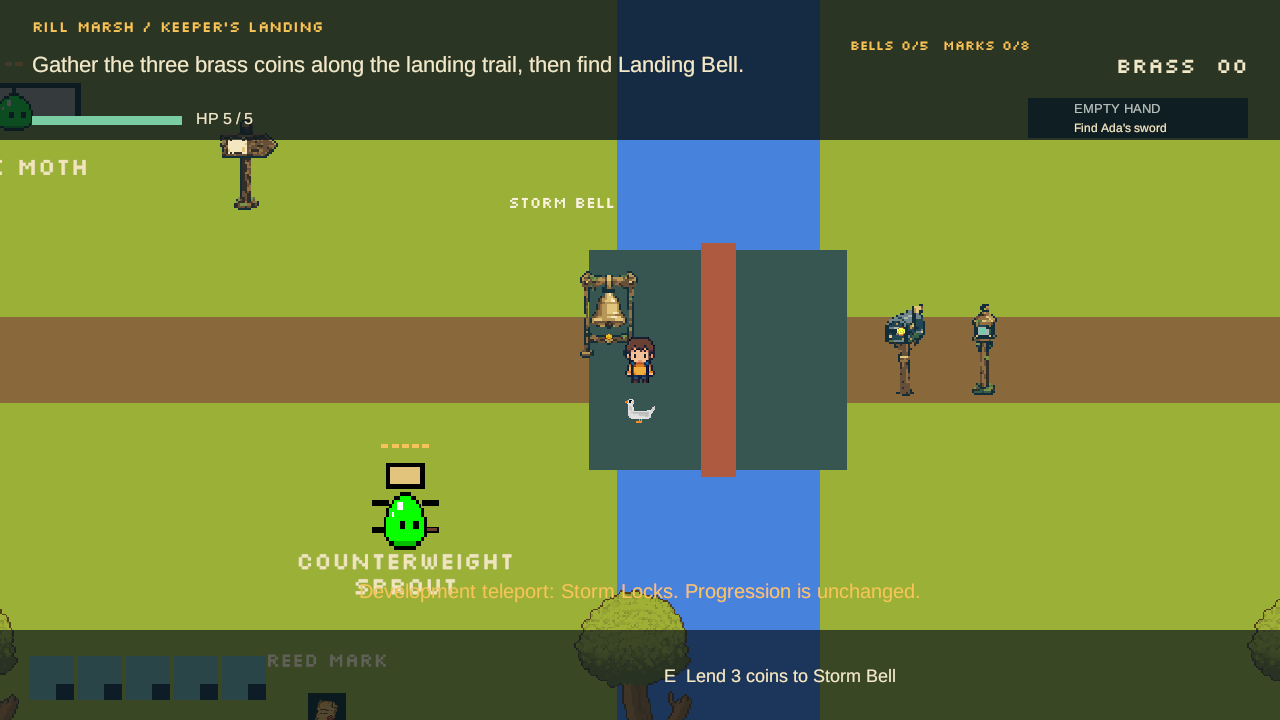 RILL MARSH / KEEPER'S LANDING
BELLS 0/5 MARKS 0/8
Gather the three brass coins along the landing trail, then find Landing Bell.
BRASS 00
EMPTY HAND
HP 5 / 5
Find Ada's sword
MOTH
STORM BELL
COUNTERWEIGHT
SPROUT
Development teleport: Storm Locks. Progression is unchanged.
REED MARK
E Lend 3 coins to Storm Bell